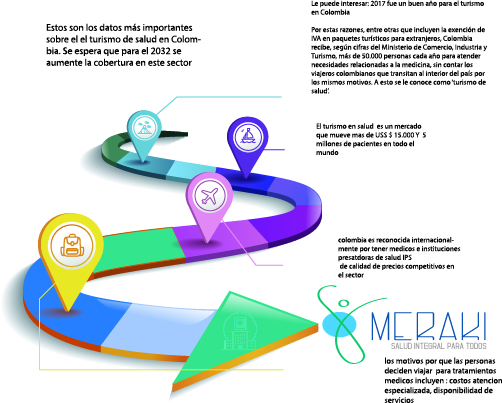 Estos son los datos más importantes
sobre el el turismo de salud en Colom-
bia. Se espera que para el 2032 se
aumente la cobertura en este sector
Le puede interesar: 2017 fue un buen año para el turismo
en Colombia
Por estas razones, entre otras que incluyen la exención de
IVA en paquetes turísticos para extranjeros, Colombia
recibe, según cifras del Ministerio de Comercio, Industria y
Turismo, más de 50.000 personas cada año para atender
necesidades relacionadas a la medicina, sin contar los
viajeros colombianos que transitan al interior del país por
los mismos motivos. A esto se le conoce como 'turismo de
salud'.
El turismo en salud es un mercado
que mueve mas de US$ $ 15.000 Y 5
millones de pacientes en todo el
mundo
colombia es reconocida internacional-
mente por tener medicos e instituciones
presatdoras de salud IPS
de calidad de precios competitivos en
el sector
MERAKI
SALUD INTEGRAL PARA TODOS
los motivos por que las personas
deciden viajar para tratamientos
medicos incluyen : costos atencion
especializada, disponibilidad de
servicios